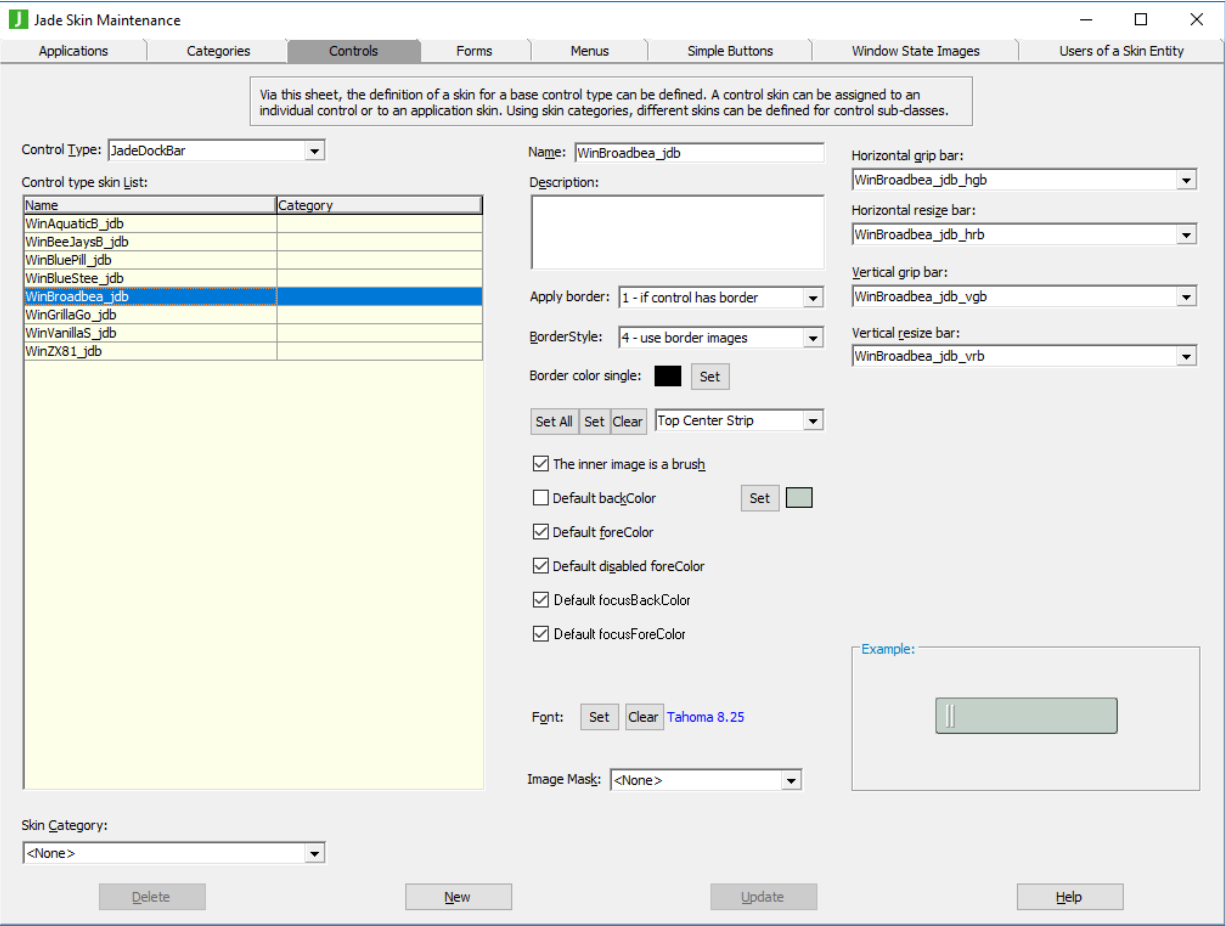 Jade Skin Maintenance
Applications
Categories
Controls
Forms
Menus
Simple Buttons
Window State Images
Users of a Skin Entity
Via this sheet, the definition of a skin for a base control type can be defined. A control skin can be assigned to an
individual control or to an application skin. Using skin categories, different skins can be defined for control sub-classes.
Control Type: JadeDockBar
Control type skin List:
Name Category
WinAquaticB_jdb
WinBeeJaysB_jdb
WinBluePill_jdb
WinBlueStee_jdb
WinBroadbea_jdb
WinGrillaGo_jdb
WinVanillaS_jdb
WinZX81_jdb
Skin Category:
<None>
Name: WinBroadbea_jdb
Description:
Apply border: 1 - if control has border
BorderStyle: 4 - use border images
Border color single: Set
Set All Set Clear Top Center Strip
The inner image is a brush
Default backColor Set
Default foreColor
Default disabled foreColor
Default focusBackColor
Default focusForeColor
Font: Set Clear Tahoma 8.25
Image Mask: <None>
Horizontal grip bar:
WinBroadbea_jdb_hgb
Horizontal resize bar:
WinBroadbea_jdb_hrb
Vertical grip bar:
WinBroadbea_jdb_vgb
Vertical resize bar:
WinBroadbea_jdb_vrb
Example:
Delete
New
Update
Help